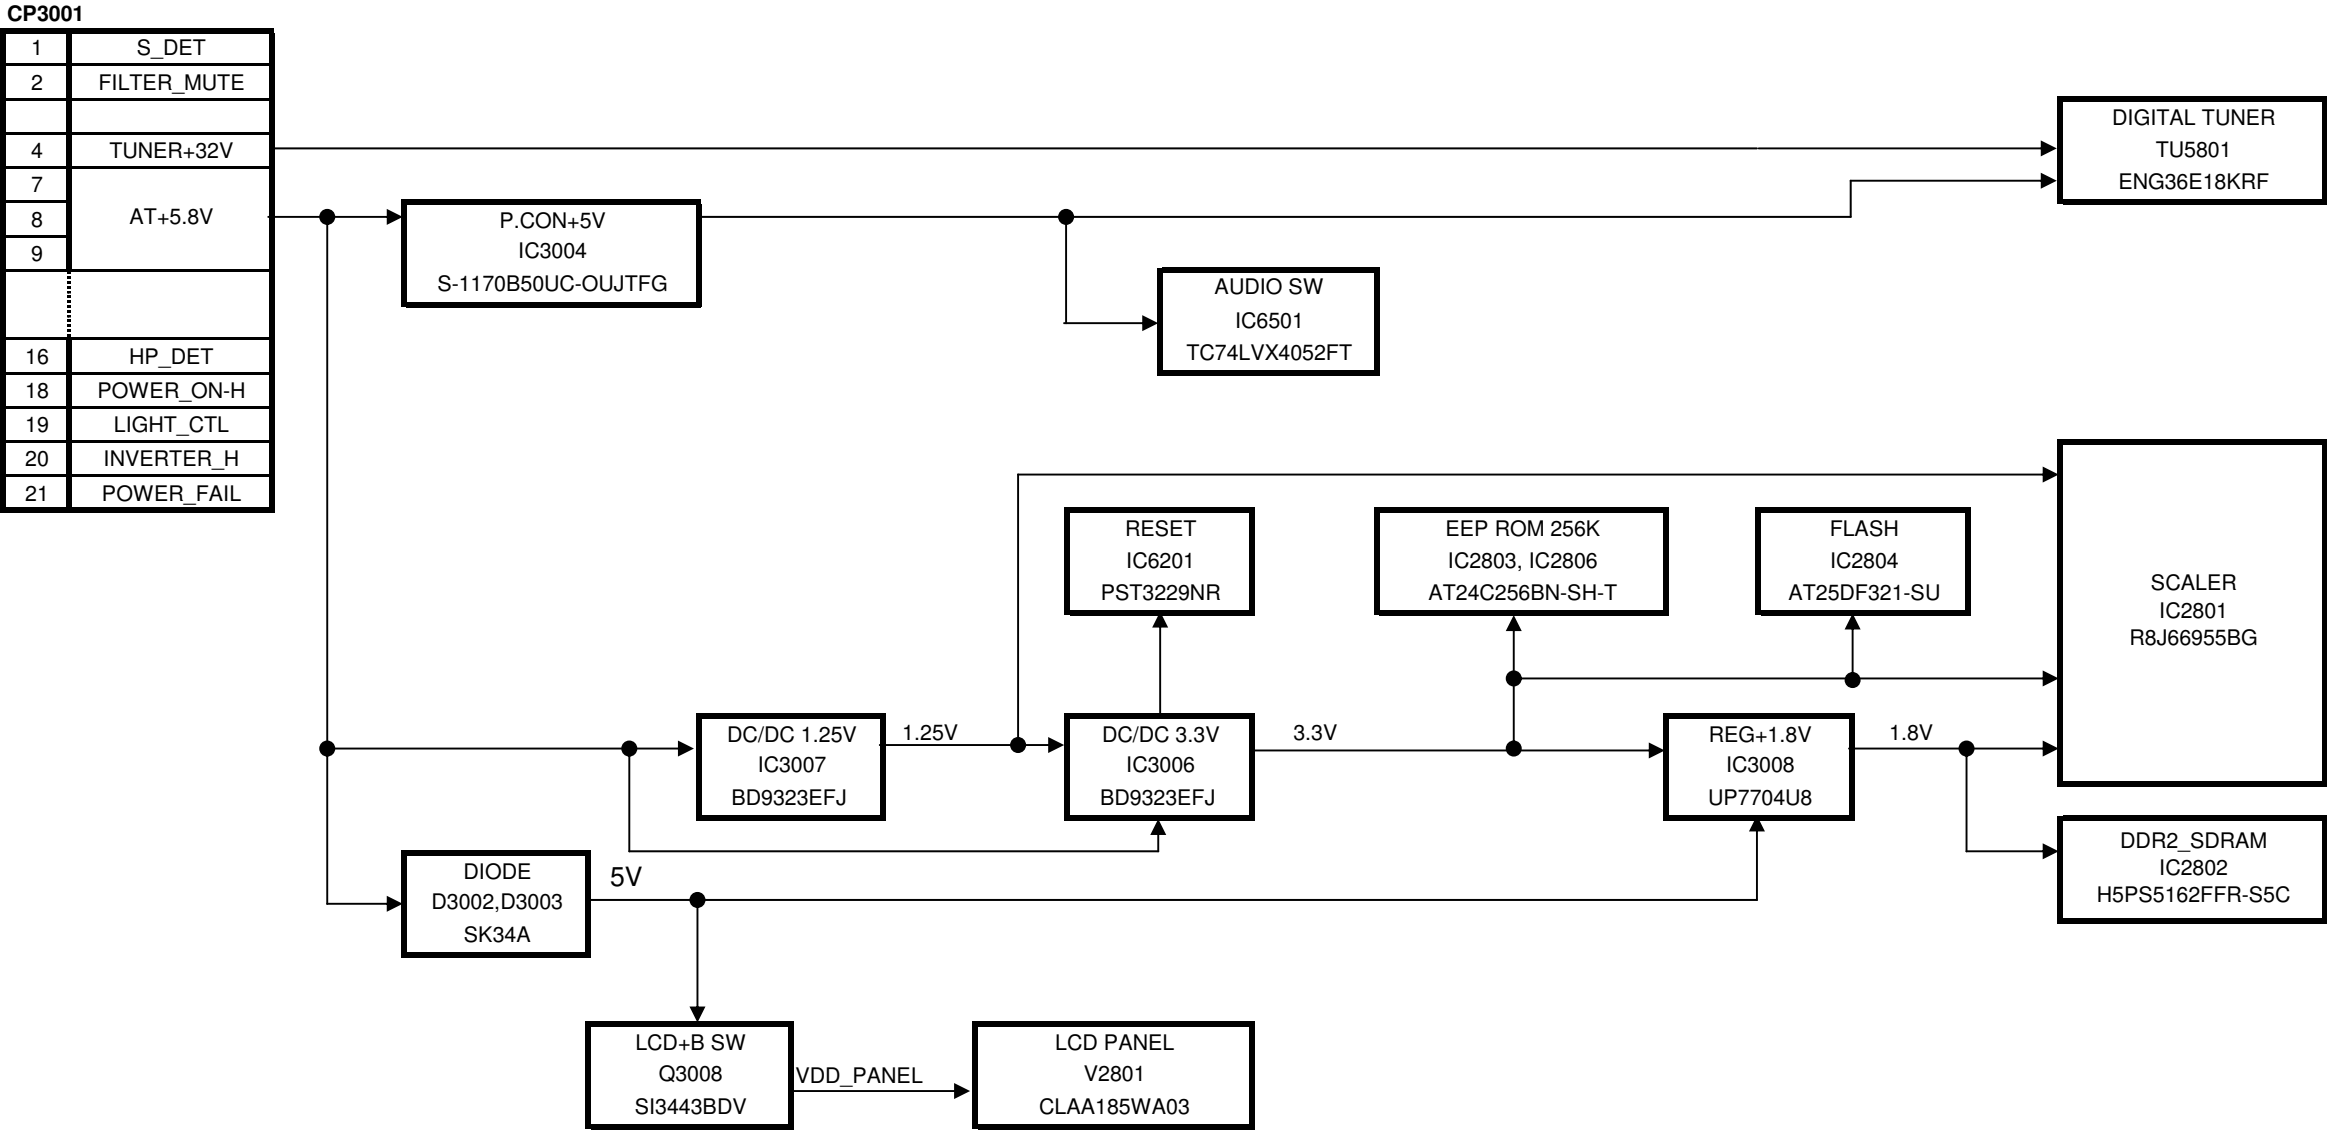 CP3001
1 S_DET
2 FILTER_MUTE
4 TUNER+32V
7
8 AT+5.8V
9
16 HP_DET
18 POWER_ON-H
19 LIGHT_CTL
20 INVERTER_H
21 POWER_FAIL
DIGITAL TUNER
TU5801
ENG36E18KRF
P.CON+5V
IC3004
S-1170B50UC-OUJTFG
AUDIO SW
IC6501
TC74LVX4052FT
RESET
IC6201
PST3229NR
EEP ROM 256K
IC2803, IC2806
AT24C256BN-SH-T
FLASH
IC2804
AT25DF321-SU
SCALER
IC2801
R8J66955BG
DC/DC 1.25V
IC3007
BD9323EFJ
1.25V
DC/DC 3.3V
IC3006
BD9323EFJ
3.3V
REG+1.8V
IC3008
UP7704U8
1.8V
DDR2_SDRAM
IC2802
H5PS5162FFR-S5C
DIODE
D3002,D3003
SK34A
5V
LCD+B SW
Q3008
SI3443BDV
VDD_PANEL
LCD PANEL
V2801
CLAA185WA03